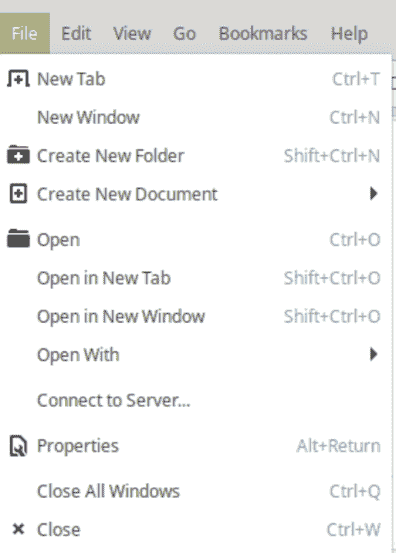 File Edit View Go Bookmarks Help
New Tab Ctrl+T
New Window Ctrl+N
Create New Folder Shift+Ctrl+N
Create New Document
Open Ctrl+O
Open in New Tab Shift+Ctrl+O
Open in New Window Shift+Ctrl+O
Open With
Connect to Server...
Properties Alt+Return
Close All Windows Ctrl+Q
Close Ctrl+W